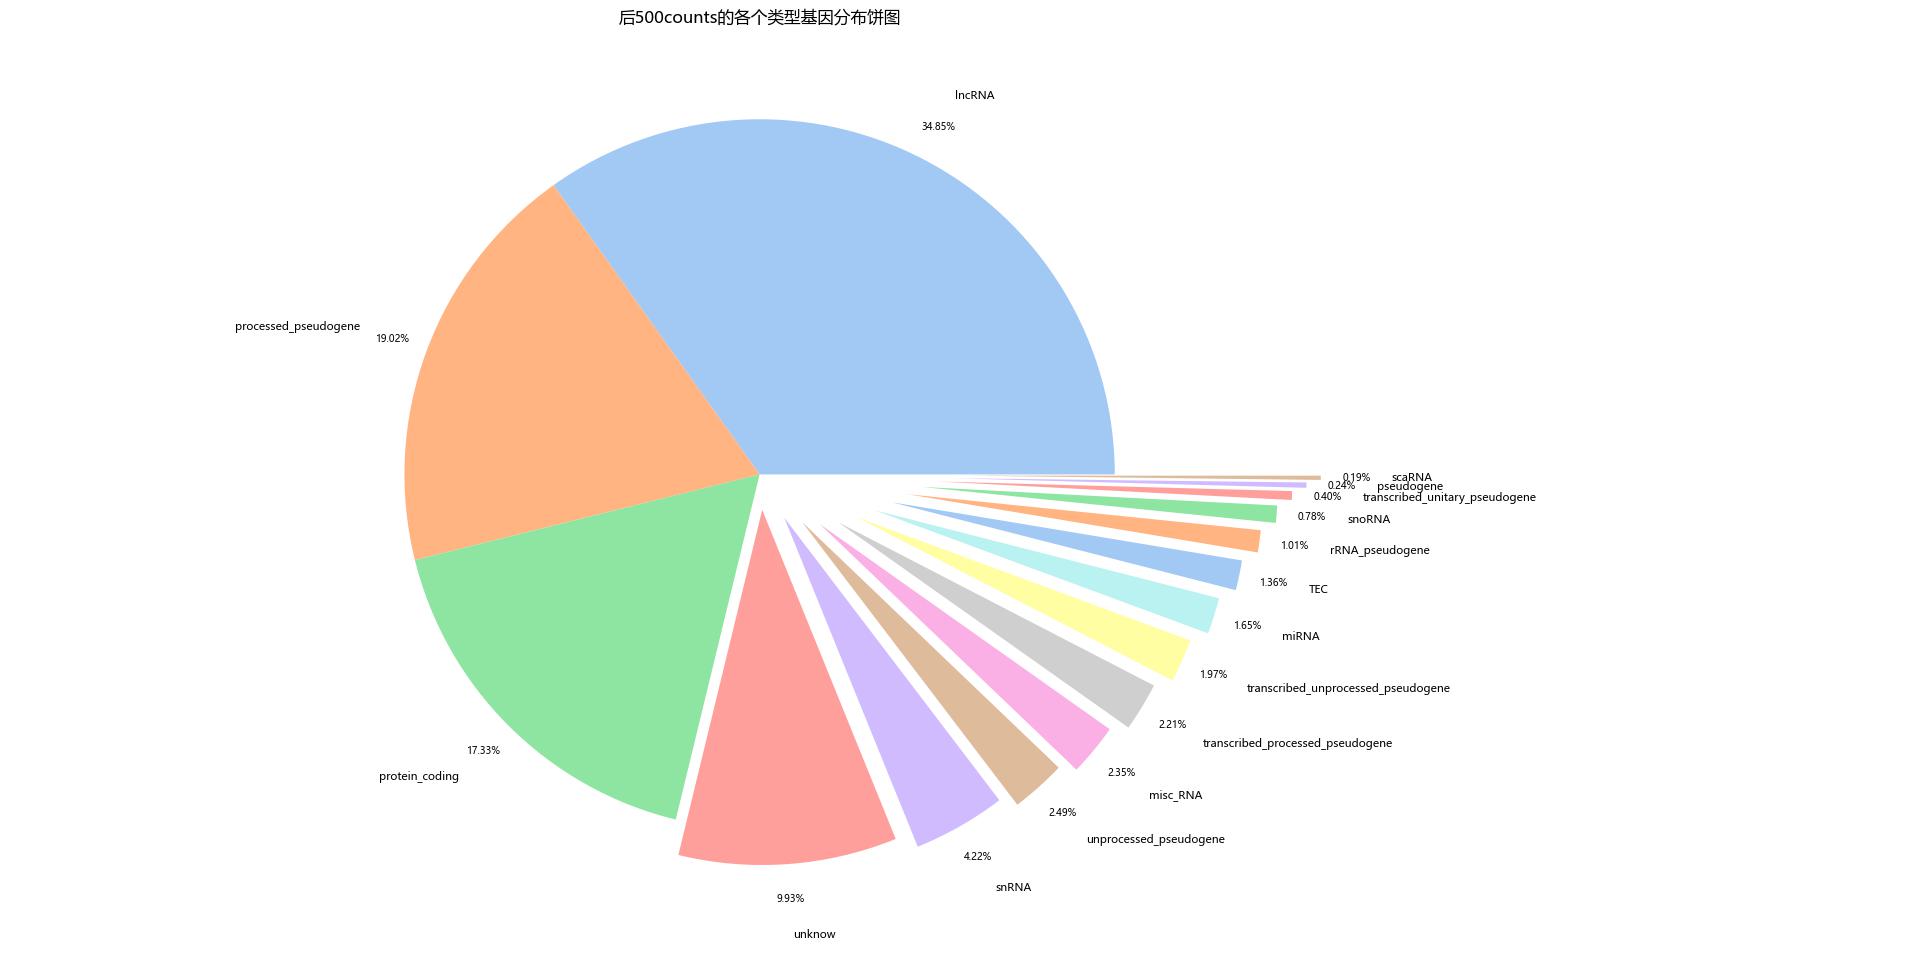 后500counts的各个类型基因分布饼图
lncRNA
34.85%
processed_pseudogene
19.02%
17.33%
protein_coding
9.93%
unknow
4.22%
snRNA
2.49%
unprocessed_pseudogene
2.35%
misc_RNA
2.21%
transcribed_processed_pseudogene
1.97%
transcribed_unprocessed_pseudogene
1.65%
miRNA
1.36%
TEC
1.01%
rRNA_pseudogene
0.78%
snoRNA
0.40%
transcribed_unitary_pseudogene
0.24%
pseudogene
0.19%
scaRNA